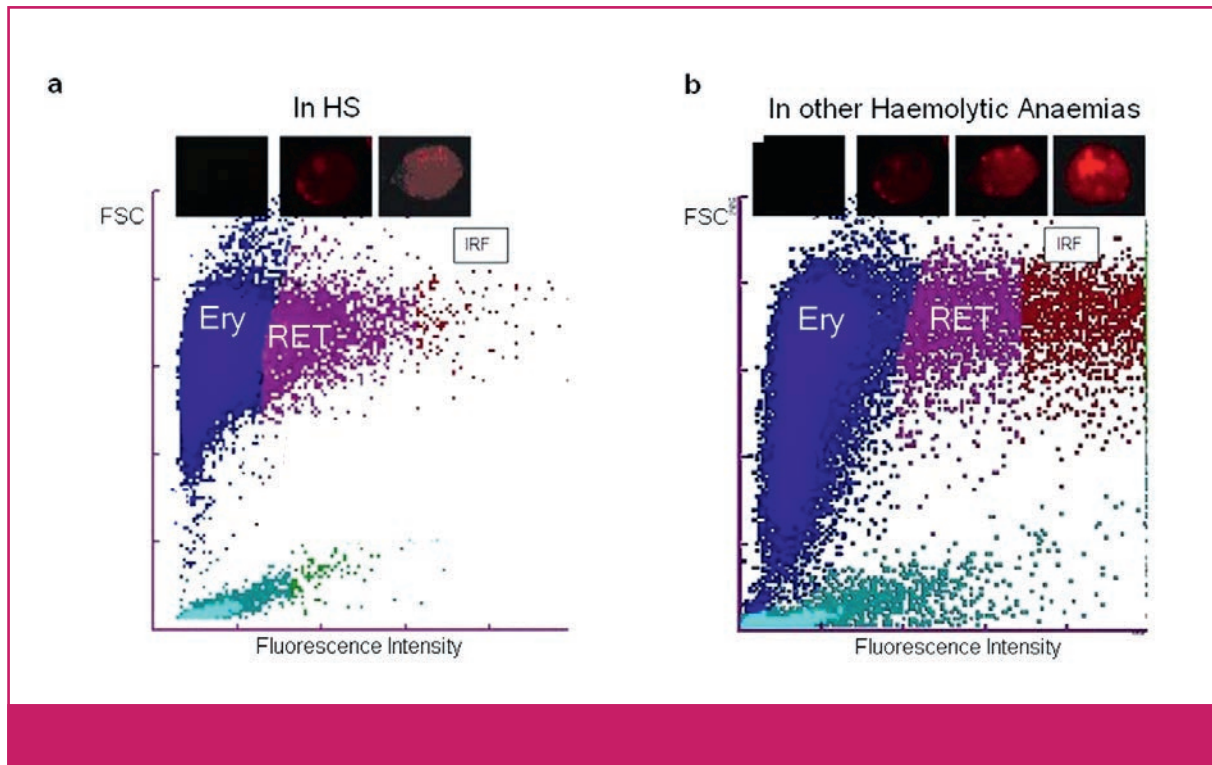 a
In HS
FSC
IRF
Ery
RET
Fluorescence Intensity
b
In other Haemolytic Anaemias
FSC
IRF
Ery
RET
Fluorescence Intensity